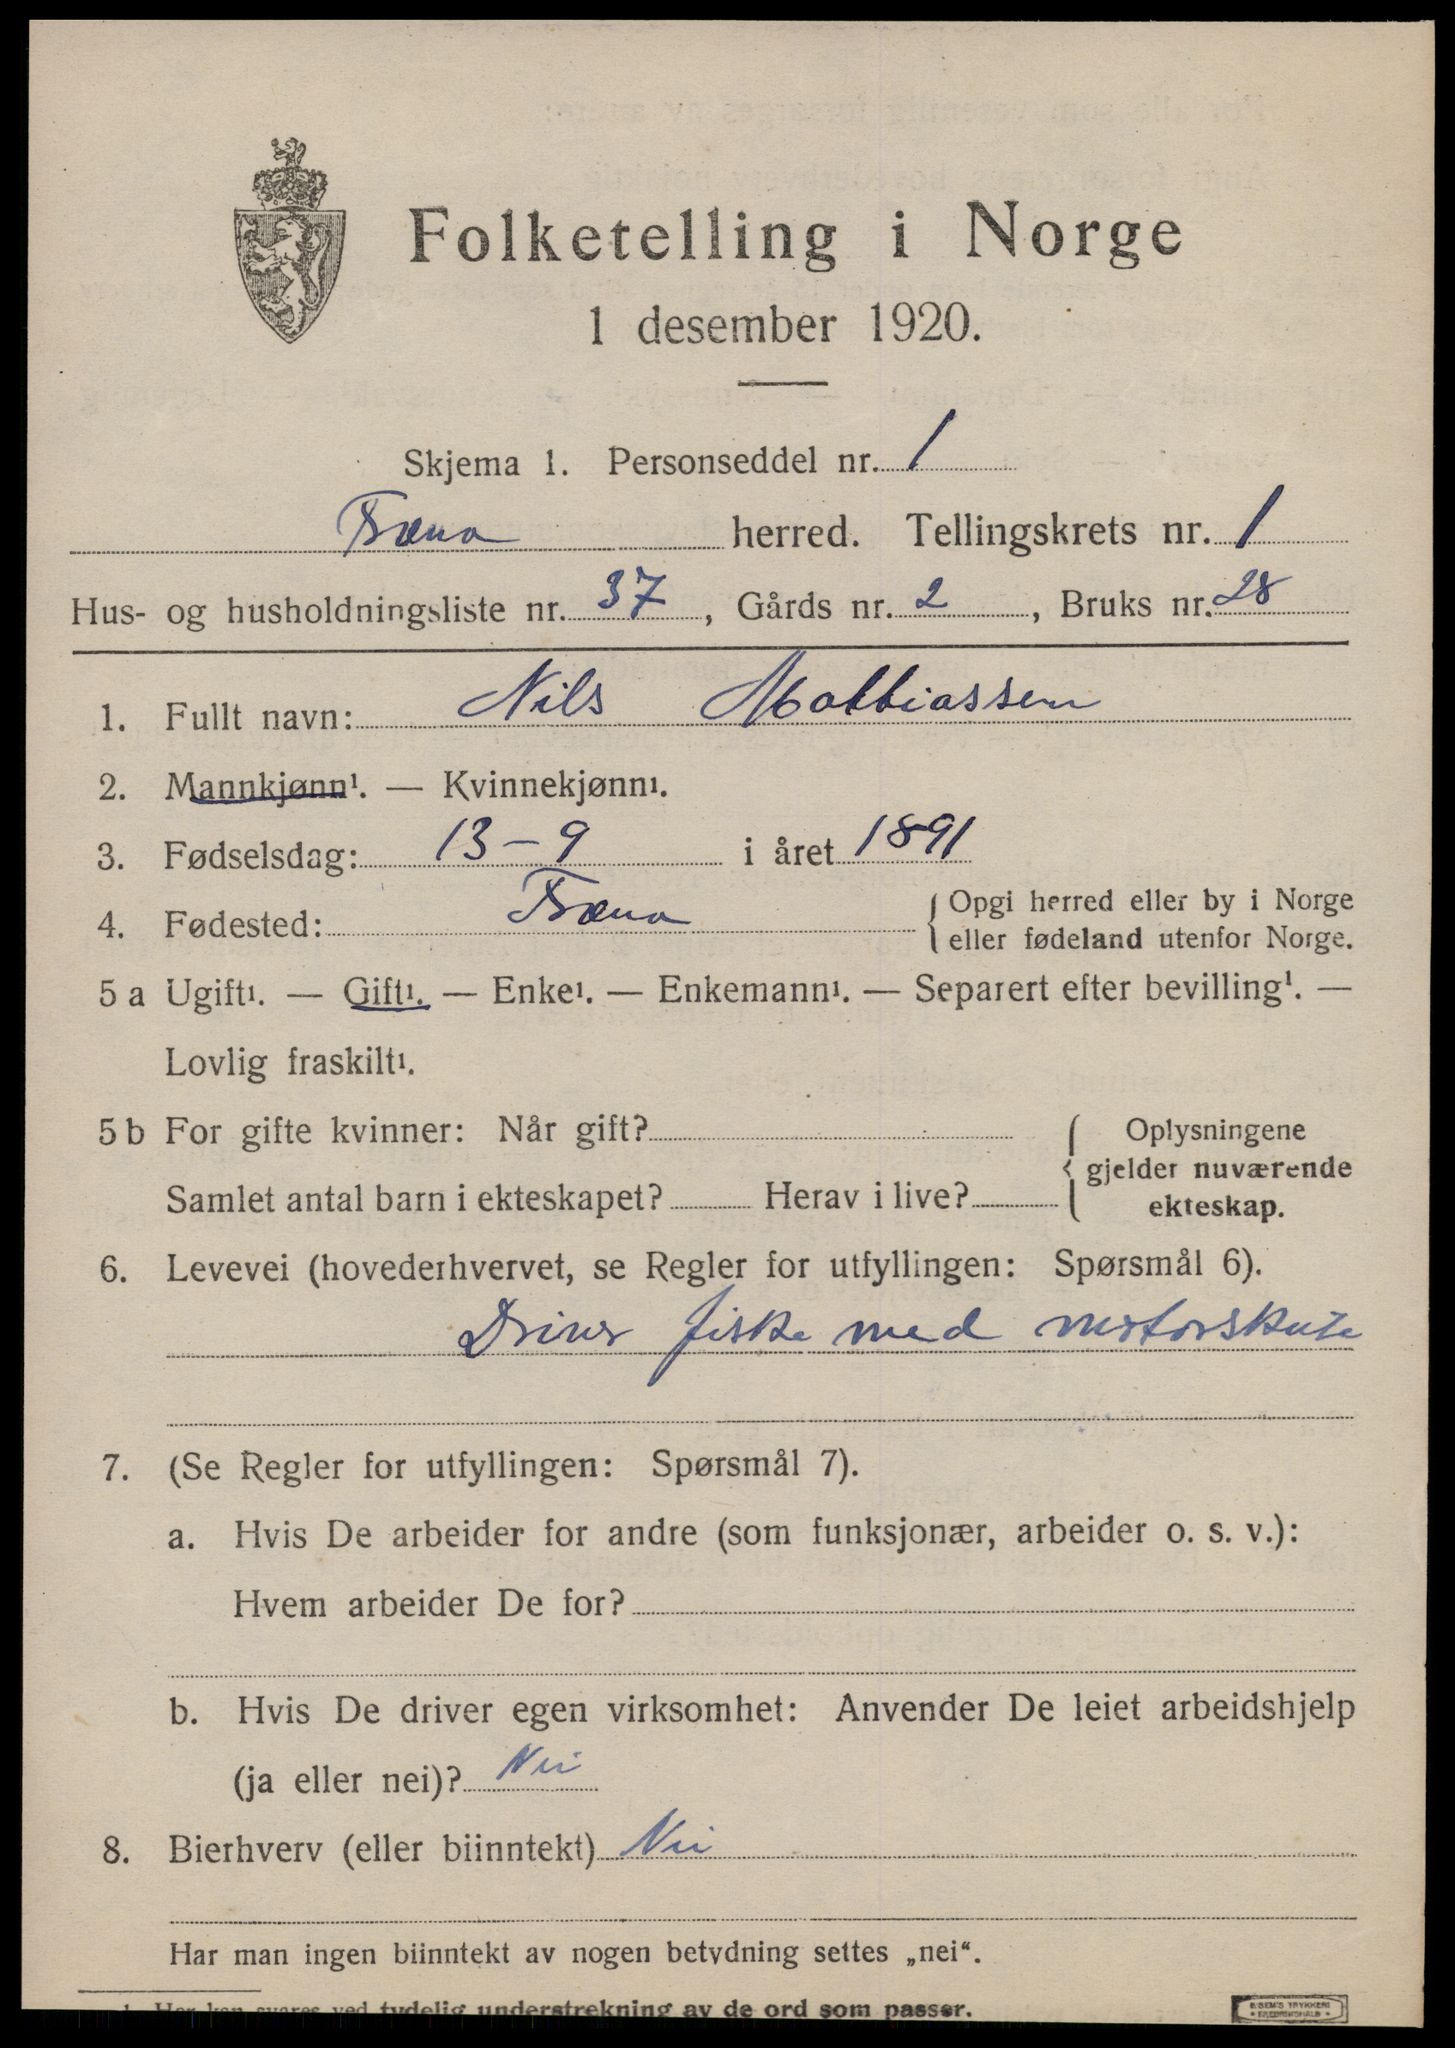 Folketelling i Norge
1 desember 1920.
Skjema 1. Personseddel nr. 1
Træna herred. Tellingskrets nr. 1
Hus- og husholdningsliste nr. 37, Gårds nr. 2, Bruks nr. 28
1. Fullt navn: Nils Mattiassen
2. Mannkjønn¹. — Kvinnekjønn¹.
3. Fødselsdag: 13-9 i året 1891
4. Fødested: Træna { Opgi herred eller by i Norge
eller fødeland utenfor Norge.
5 a Ugift¹. — Gift¹. — Enke¹. — Enkemann¹. — Separert efter bevilling¹. —
Lovlig fraskilt¹.
5 b For gifte kvinner: Når gift? { Oplysningene
gjelder nuværende
Samlet antal barn i ekteskapet? Herav i live?
ekteskap.
6. Levevei (hovederhvervet, se Regler for utfyllingen: Spørsmål 6).
Driver fiske med motorskute
7. (Se Regler for utfyllingen: Spørsmål 7).
a. Hvis De arbeider for andre (som funksjonær, arbeider o. s. v.):
Hvem arbeider De for?
b. Hvis De driver egen virksomhet: Anvender De leiet arbeidshjelp
(ja eller nei)? Nei
8. Bierhverv (eller biinntekt) Nei
Har man ingen biinntekt av nogen betydning settes „nei“.
¹ Her kan svares ved tydelig understrekning av de ord som passer.
TRYKKERI
FREDRIKSHALD